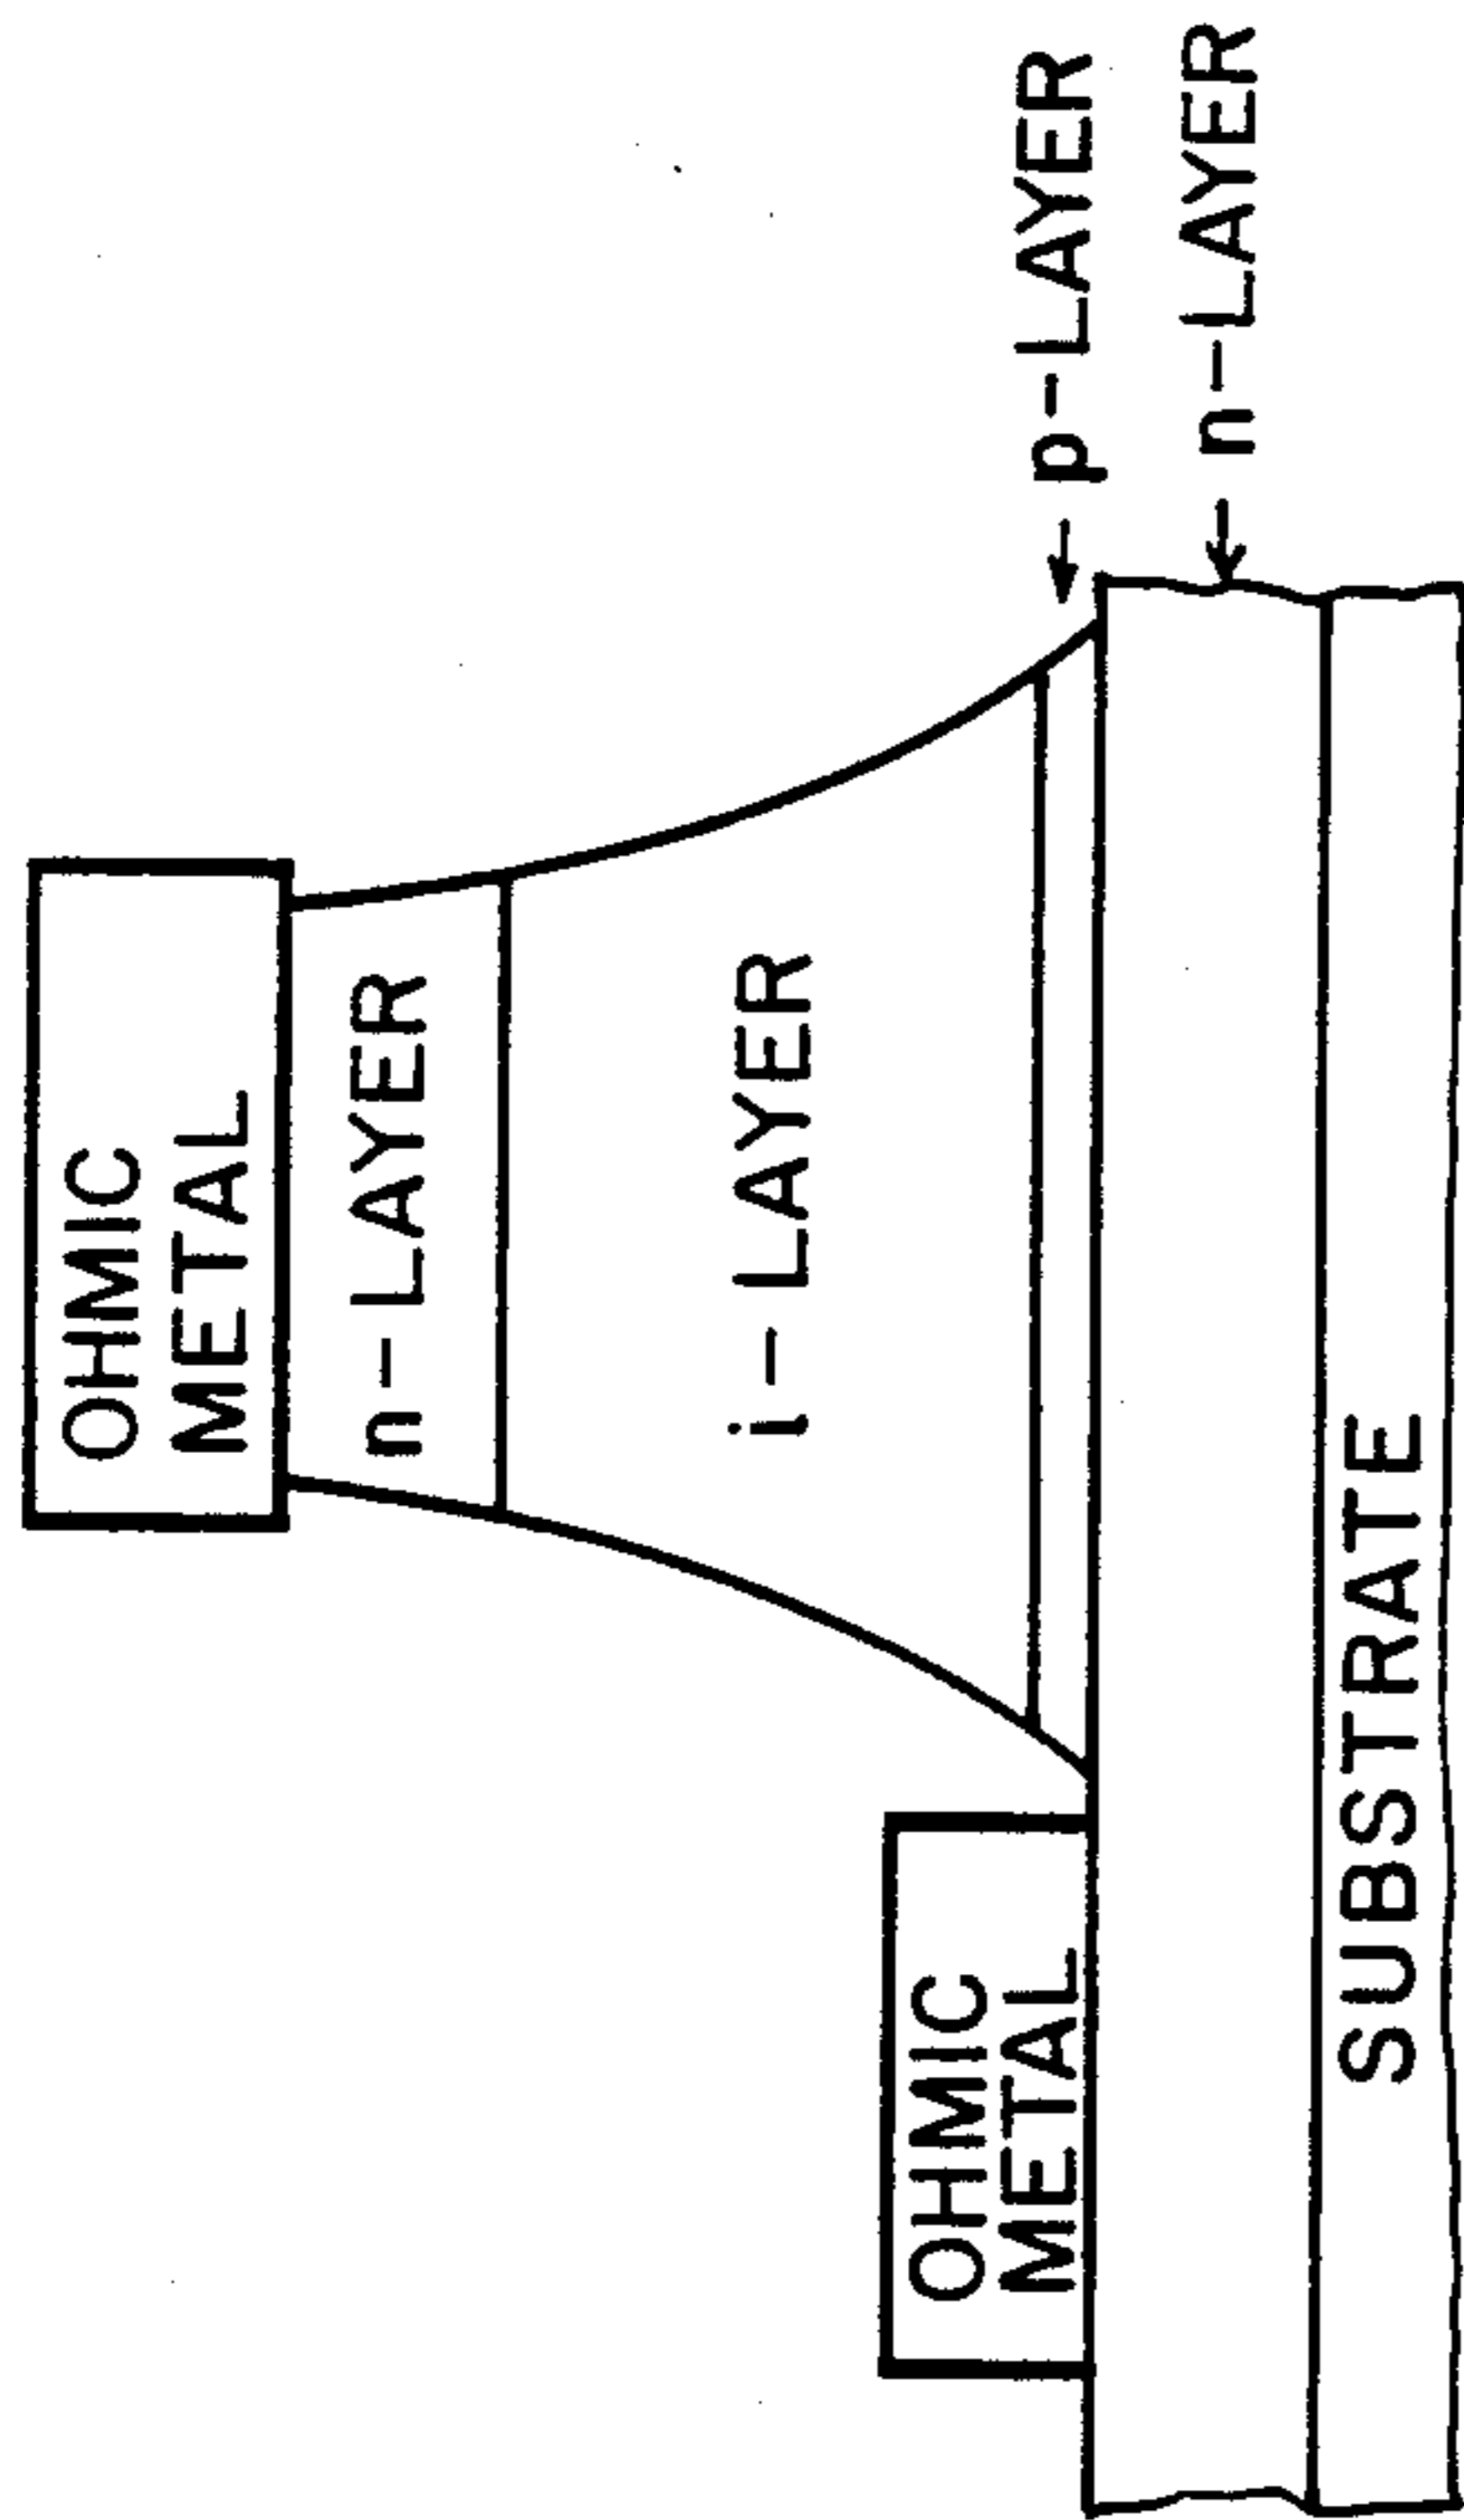 OHMIC
METAL
n-LAYER
i-LAYER
OHMIC
METAL
p-LAYER
n-LAYER
SUBSTRATE